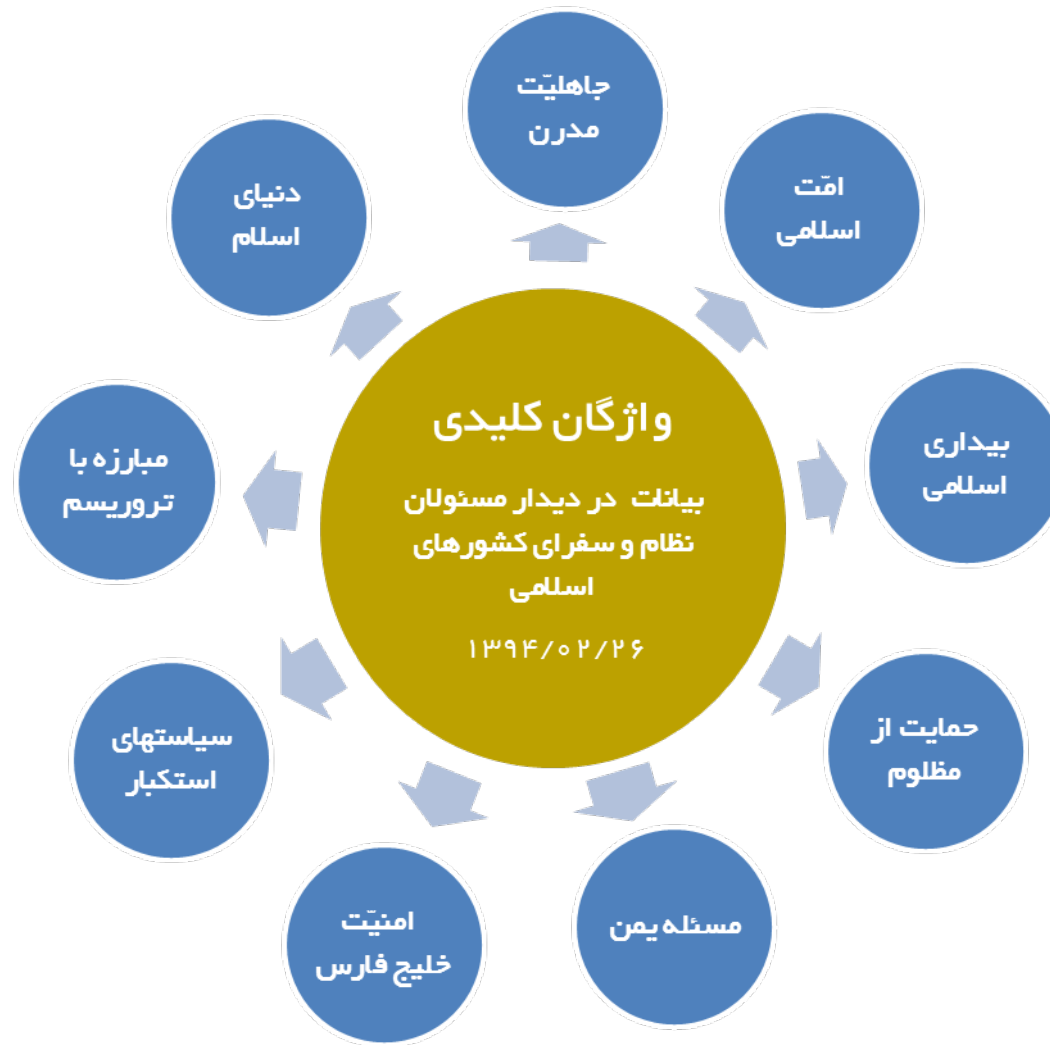 واژگان کلیدی
بیانات در دیدار مسئولان
نظام و سفرای کشورهای
اسلامی
۱۳۹۴/۰۲/۲۶
جاهلیّت
مدرن
امّت
اسلامی
بیداری
اسلامی
حمایت از
مظلوم
مسئله یمن
امنیّت
خلیج فارس
سیاستهای
استکبار
مبارزه با
تروریسم
دنیای
اسلام